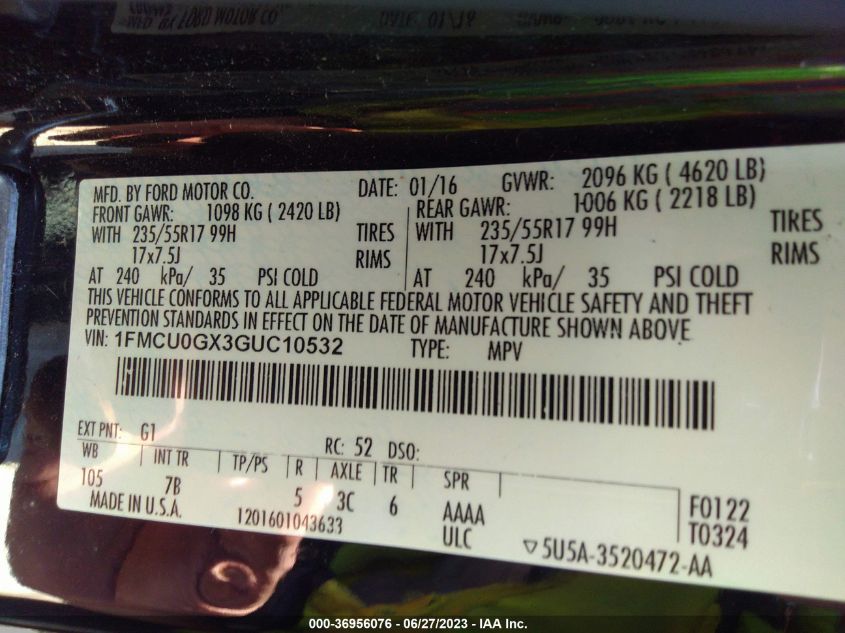 MFD. BY FORD MOTOR CO. DATE: 01/16 GVWR: 2096 KG ( 4620 LB)
FRONT GAWR: 1098 KG ( 2420 LB) REAR GAWR: 1006 KG ( 2218 LB)
WITH 235/55R17 99H TIRES WITH 235/55R17 99H TIRES
17x7.5J RIMS 17x7.5J RIMS
AT 240 kPa/ 35 PSI COLD AT 240 kPa/ 35 PSI COLD
THIS VEHICLE CONFORMS TO ALL APPLICABLE FEDERAL MOTOR VEHICLE SAFETY AND THEFT
PREVENTION STANDARDS IN EFFECT ON THE DATE OF MANUFACTURE SHOWN ABOVE
VIN: 1FMCU0GX3GUC10532 TYPE: MPV
EXT PNT: G1 RC: 52 DSO:
WB INT TR TP/PS R AXLE TR SPR
105 7B 5 3C 6 AAAA F0122
MADE IN U.S.A. 1201601043633 ULC T0324
▽5U5A-3520472-AA
000-36956076 / 06/27/2023 - IAA Inc.